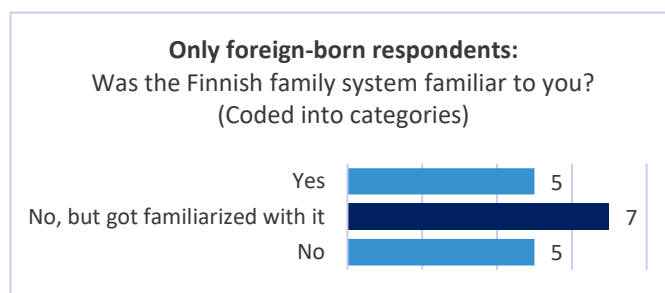 Only foreign-born respondents:
Was the Finnish family system familiar to you?
(Coded into categories)
Yes 5
No, but got familiarized with it 7
No 5